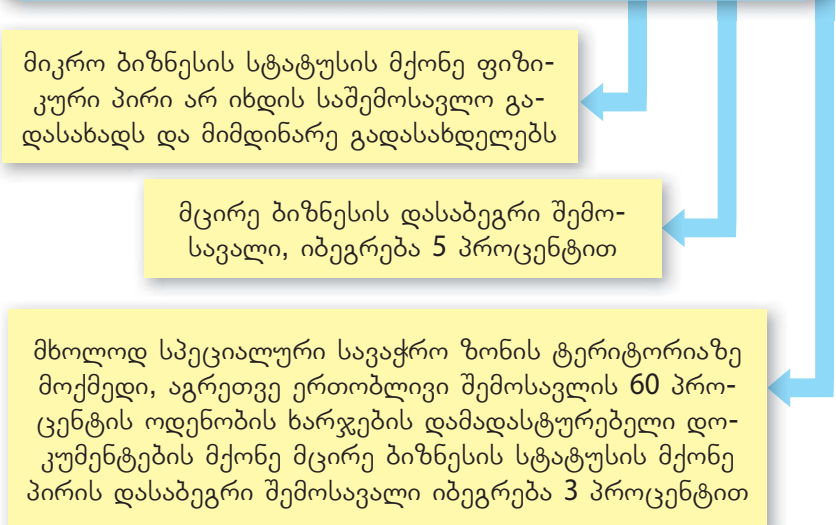 მიკრო ბიზნესის სტატუსის მქონე ფიზი-
კური პირი არ იხდის საშემოსავლო გა-
დასახადს და მიმდინარე გადასახდელებს
მცირე ბიზნესის დასაბეგრი შემო-
სავალი, იბეგრება 5 პროცენტით
მხოლოდ სპეციალური სავაჭრო ზონის ტერიტორიაზე
მოქმედი, აგრეთვე ერთობლივი შემოსავლის 60 პრო-
ცენტის ოდენობის ხარჯების დამადასტურებელი დო-
კუმენტების მქონე მცირე ბიზნესის სტატუსის მქონე
პირის დასაბეგრი შემოსავალი იბეგრება 3 პროცენტით